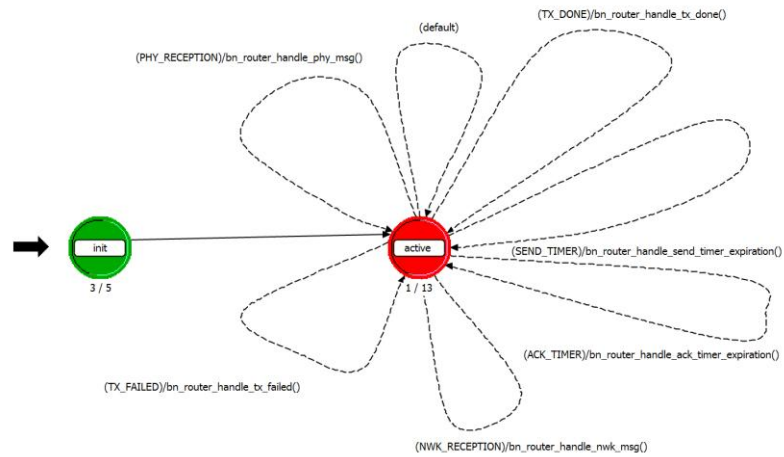 (TX_DONE)/bn_router_handle_tx_done()
(default)
(PHY_RECEPTION)/bn_router_handle_phy_msg()
init
active
(SEND_TIMER)/bn_router_handle_send_timer_expiration()
3 / 5
1 / 13
(ACK_TIMER)/bn_router_handle_ack_timer_expiration()
(TX_FAILED)/bn_router_handle_tx_failed()
(NWK_RECEPTION)/bn_router_handle_nwk_msg()